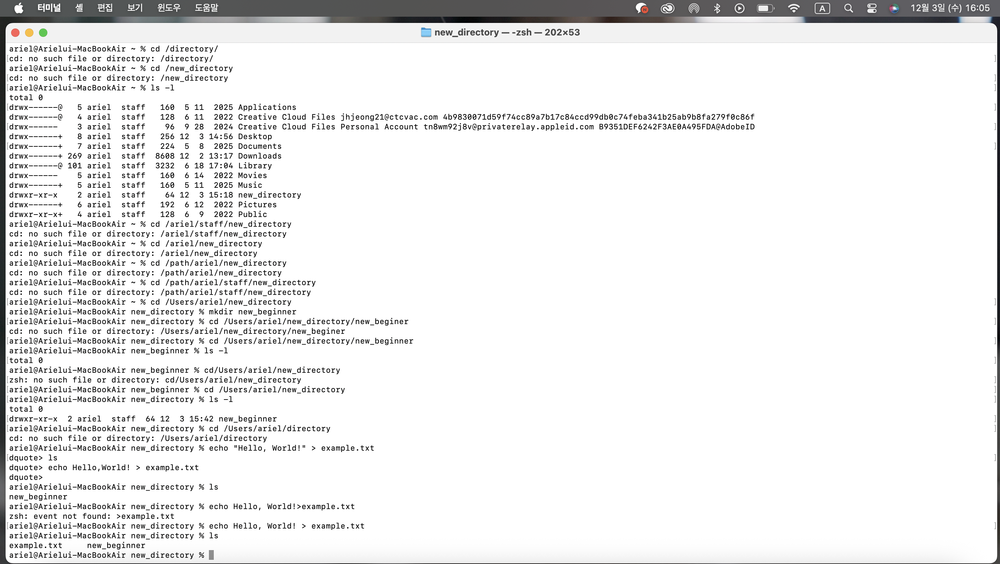 터미널 셸 편집 보기 윈도우 도움말 N A 12월 3일 (수) 16:05
new_directory — -zsh — 202×53
ariel@Arielui-MacBookAir ~ % cd /directory/
[cd: no such file or directory: /directory/ ]
ariel@Arielui-MacBookAir ~ % cd /new_directory
[cd: no such file or directory: /new_directory ]
[ariel@Arielui-MacBookAir ~ % ls -l ]
total 0
[drwx------@   5 ariel  staff   160  5 11  2025 Applications ]
drwx------@   4 ariel  staff   128  6 11  2022 Creative Cloud Files jhjeong21@ctcvac.com 4b9830071d59f74cc89a7b17c84ccd99db0c74feba341b25ab9b8fa279f0c86f
[drwx------    3 ariel  staff    96  9 28  2024 Creative Cloud Files Personal Account tn8wm92j8v@privaterelay.appleid.com B9351DEF6242F3AE0A495FDA@AdobeID ]
drwx------+   8 ariel  staff   256 12  3 14:56 Desktop
[drwx------+   7 ariel  staff   224  5  8  2025 Documents ]
drwx------+ 269 ariel  staff  8608 12  2 13:17 Downloads
drwx------@ 101 ariel  staff  3232  6 18 17:04 Library
drwx------    5 ariel  staff   160  6 14  2022 Movies
drwx------+   5 ariel  staff   160  5 11  2025 Music
drwxr-xr-x    2 ariel  staff    64 12  3 15:18 new_directory
drwx------+   6 ariel  staff   192  6 12  2022 Pictures
drwxr-xr-x+   4 ariel  staff   128  6  9  2022 Public
ariel@Arielui-MacBookAir ~ % cd /ariel/staff/new_directory
cd: no such file or directory: /ariel/staff/new_directory
ariel@Arielui-MacBookAir ~ % cd /ariel/new_directory
cd: no such file or directory: /ariel/new_directory
ariel@Arielui-MacBookAir ~ % cd /path/ariel/new_directory
cd: no such file or directory: /path/ariel/new_directory
ariel@Arielui-MacBookAir ~ % cd /path/ariel/staff/new_directory
cd: no such file or directory: /path/ariel/staff/new_directory
[ariel@Arielui-MacBookAir ~ % cd /Users/ariel/new_directory ]
ariel@Arielui-MacBookAir new_directory % mkdir new_beginner
[ariel@Arielui-MacBookAir new_directory % cd /Users/ariel/new_directory/new_beginer ]
cd: no such file or directory: /Users/ariel/new_directory/new_beginer
[ariel@Arielui-MacBookAir new_directory % cd /Users/ariel/new_directory/new_beginner ]
ariel@Arielui-MacBookAir new_beginner % ls -l
[total 0 ]
ariel@Arielui-MacBookAir new_beginner % cd/Users/ariel/new_directory
[zsh: no such file or directory: cd/Users/ariel/new_directory ]
[ariel@Arielui-MacBookAir new_beginner % cd /Users/ariel/new_directory ]
[ariel@Arielui-MacBookAir new_directory % ls -l ]
total 0
[drwxr-xr-x  2 ariel  staff  64 12  3 15:42 new_beginner ]
[ariel@Arielui-MacBookAir new_directory % cd /Users/ariel/directory ]
cd: no such file or directory: /Users/ariel/directory
ariel@Arielui-MacBookAir new_directory % echo "Hello, World!" > example.txt
[dquote> ls ]
dquote> echo Hello,World! > example.txt
dquote>
ariel@Arielui-MacBookAir new_directory % ls
new_beginner
ariel@Arielui-MacBookAir new_directory % echo Hello, World!>example.txt
zsh: event not found: >example.txt
[ariel@Arielui-MacBookAir new_directory % echo Hello, World! > example.txt ]
ariel@Arielui-MacBookAir new_directory % ls
example.txt     new_beginner
ariel@Arielui-MacBookAir new_directory %